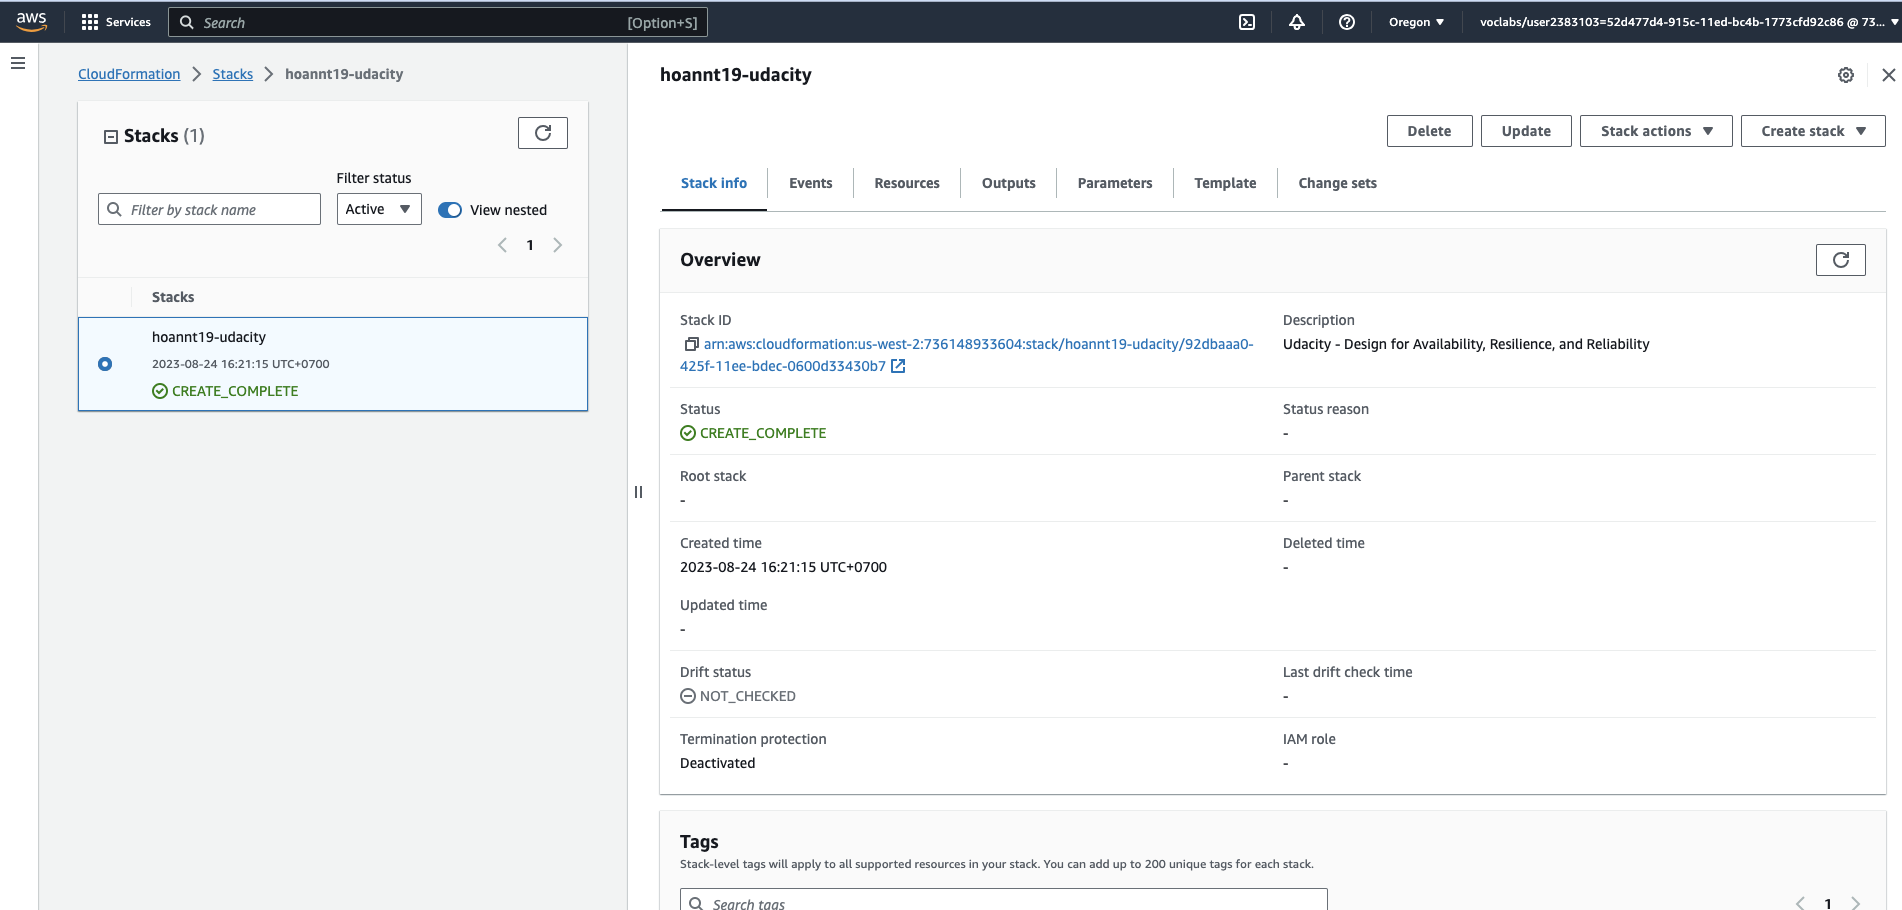 aws
Services
Search
[Option+S]
Oregon
voclabs/user2383103=52d477d4-915c-11ed-bc4b-1773cfd92c86 @ 73...
CloudFormation
Stacks
hoannt19-udacity
Stacks (1)
Filter status
Filter by stack name
Active
View nested
1
Stacks
hoannt19-udacity
2023-08-24 16:21:15 UTC+0700
CREATE_COMPLETE
hoannt19-udacity
Delete
Update
Stack actions
Create stack
Stack info
Events
Resources
Outputs
Parameters
Template
Change sets
Overview
Stack ID
arn:aws:cloudformation:us-west-2:736148933604:stack/hoannt19-udacity/92dbaaa0-
425f-11ee-bdec-0600d33430b7
Description
Udacity - Design for Availability, Resilience, and Reliability
Status
CREATE_COMPLETE
Status reason
-
Root stack
-
Parent stack
-
Created time
2023-08-24 16:21:15 UTC+0700
Deleted time
-
Updated time
-
Drift status
NOT_CHECKED
Last drift check time
-
Termination protection
Deactivated
IAM role
-
Tags
Stack-level tags will apply to all supported resources in your stack. You can add up to 200 unique tags for each stack.
Search tags
1